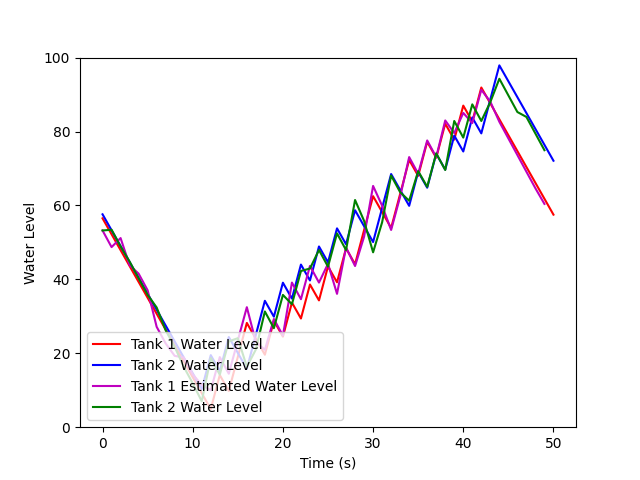 100
80
60
40
20
0
Water Level
Tank 1 Water Level
Tank 2 Water Level
Tank 1 Estimated Water Level
Tank 2 Water Level
0 10 20 30 40 50
Time (s)